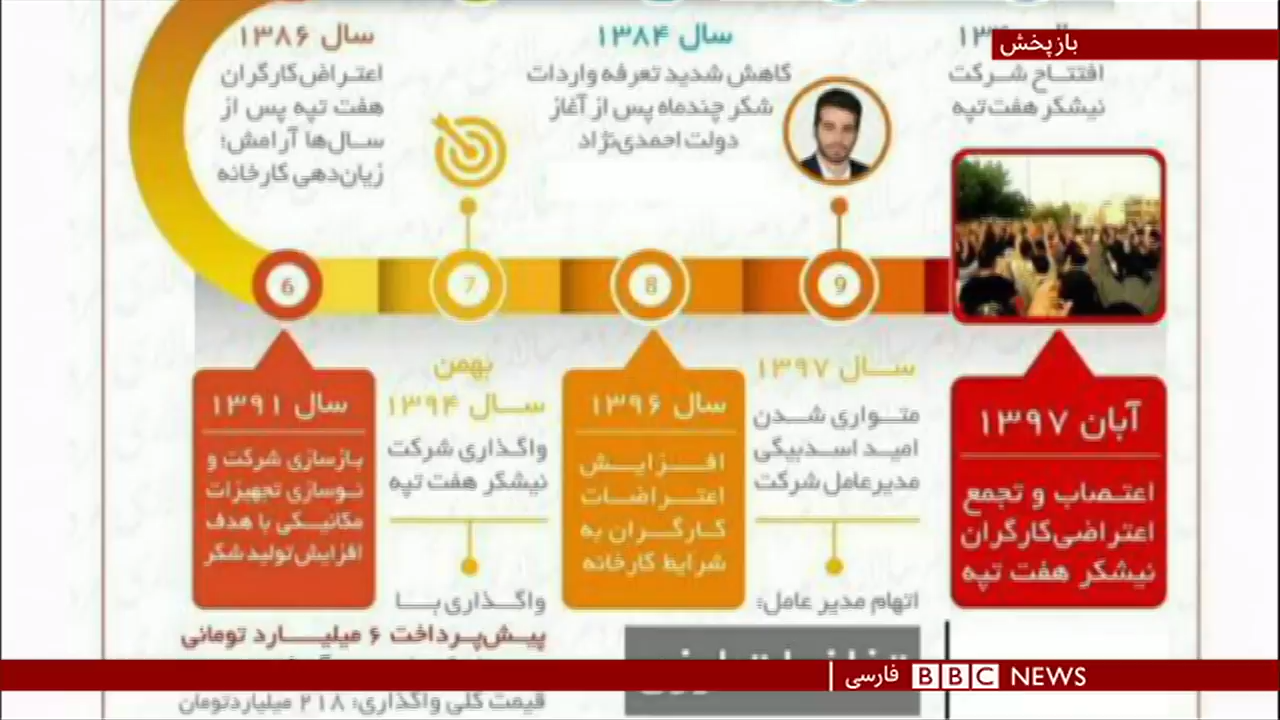 بازپخش
افتتاح شرکت
نیشکر هفت‌تپه
سال ۱۳۸۴
کاهش شدید تعرفه واردات
شکر چندماه پس از آغاز
دولت احمدی‌نژاد
سال ۱۳۸۶
اعتراض کارگران
هفت تپه پس از
سال‌ها آرامش؛
زیان‌دهی کارخانه
6
7
8
9
سال ۱۳۹۱
بازسازی شرکت و
نوسازی تجهیزات
مکانیکی با هدف
افزایش تولید شکر
بهمن
سال ۱۳۹۴
واگذاری شرکت
نیشکر هفت تپه
واگذاری با
پیش‌پرداخت ۶ میلیارد تومانی
قیمت کلی واگذاری: ۲۱۸ میلیاردتومان
سال ۱۳۹۶
افزایش
اعتراضات
کارگران به
شرایط کارخانه
سال ۱۳۹۷
متواری شدن
امید اسدبیگی
مدیرعامل شرکت
اتهام مدیر عامل:
آبان ۱۳۹۷
اعتصاب و تجمع
اعتراضی کارگران
نیشکر هفت تپه
فارسی BBC NEWS